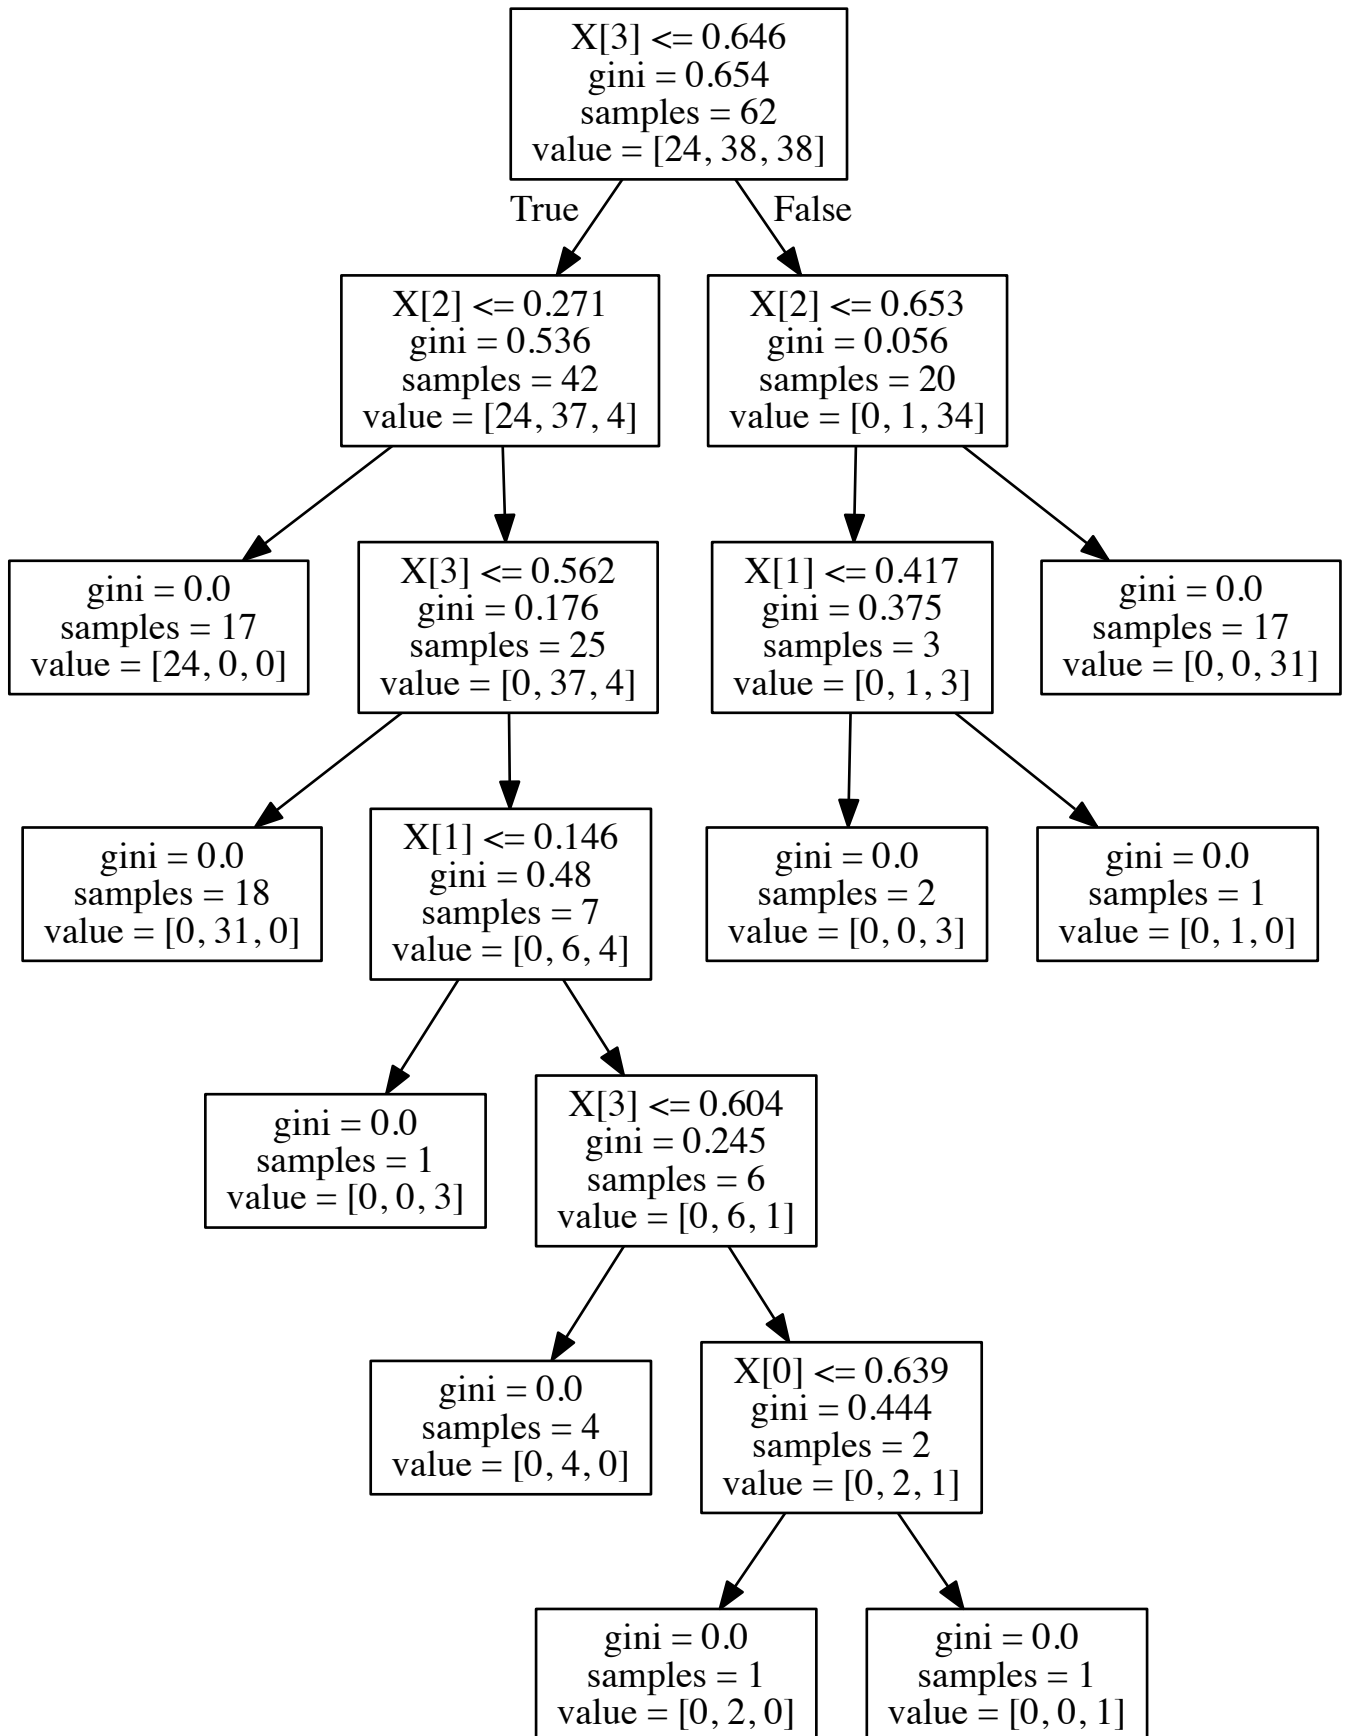 X[3] <= 0.646
gini = 0.654
samples = 62
value = [24, 38, 38]
True
False
X[2] <= 0.271
gini = 0.536
samples = 42
value = [24, 37, 4]
X[2] <= 0.653
gini = 0.056
samples = 20
value = [0, 1, 34]
gini = 0.0
samples = 17
value = [24, 0, 0]
X[3] <= 0.562
gini = 0.176
samples = 25
value = [0, 37, 4]
X[1] <= 0.417
gini = 0.375
samples = 3
value = [0, 1, 3]
gini = 0.0
samples = 17
value = [0, 0, 31]
gini = 0.0
samples = 18
value = [0, 31, 0]
X[1] <= 0.146
gini = 0.48
samples = 7
value = [0, 6, 4]
gini = 0.0
samples = 2
value = [0, 0, 3]
gini = 0.0
samples = 1
value = [0, 1, 0]
gini = 0.0
samples = 1
value = [0, 0, 3]
X[3] <= 0.604
gini = 0.245
samples = 6
value = [0, 6, 1]
gini = 0.0
samples = 4
value = [0, 4, 0]
X[0] <= 0.639
gini = 0.444
samples = 2
value = [0, 2, 1]
gini = 0.0
samples = 1
value = [0, 2, 0]
gini = 0.0
samples = 1
value = [0, 0, 1]